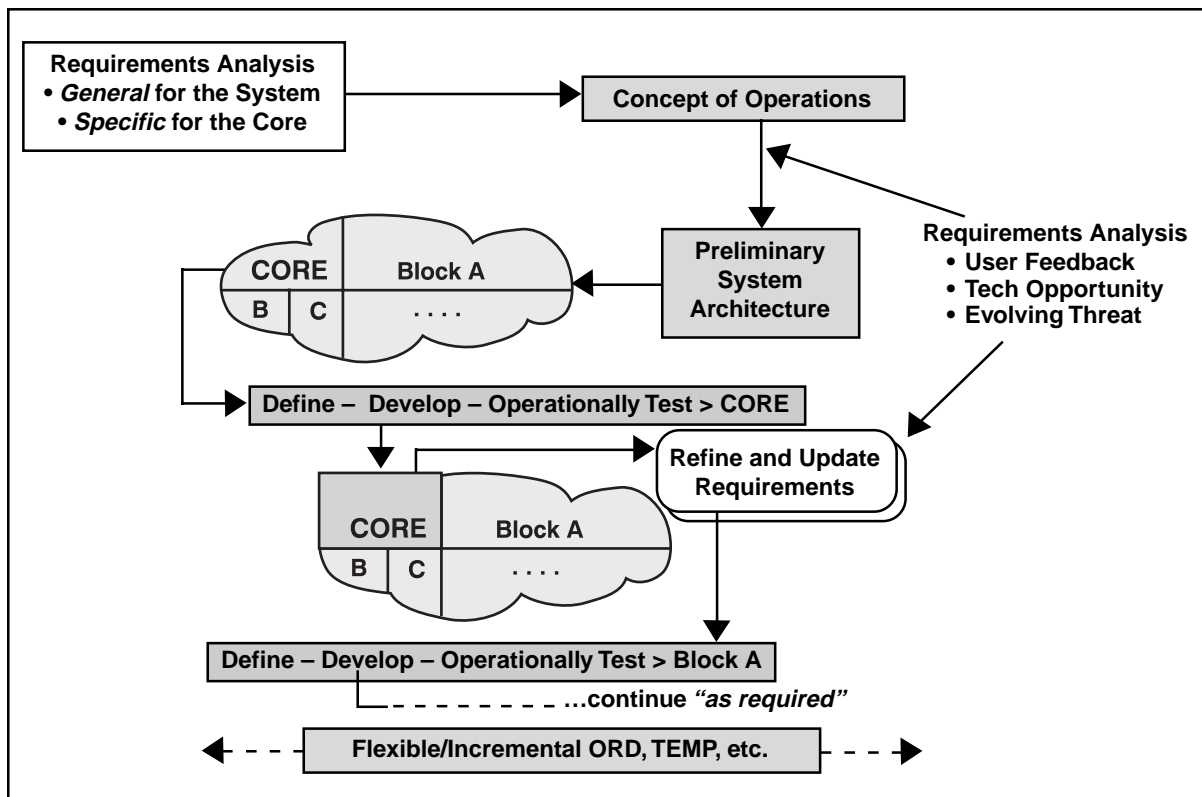 Requirements Analysis
• General for the System
• Specific for the Core
Concept of Operations
Preliminary
System
Architecture
Requirements Analysis
• User Feedback
• Tech Opportunity
• Evolving Threat
CORE
Block A
B
C
. . . .
Define – Develop – Operationally Test > CORE
Refine and Update
Requirements
CORE
Block A
B
C
. . . .
Define – Develop – Operationally Test > Block A
…continue “as required”
Flexible/Incremental ORD, TEMP, etc.